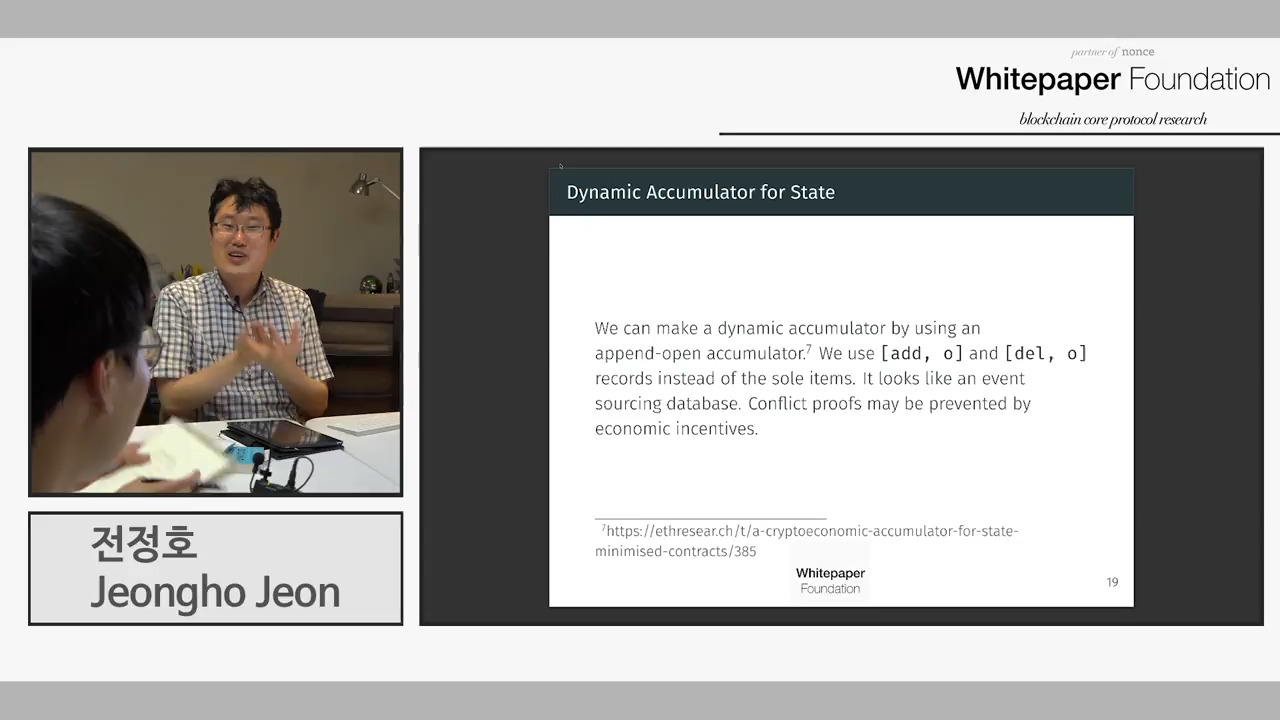 partner of nonce
Whitepaper Foundation
blockchain core protocol research
Dynamic Accumulator for State
We can make a dynamic accumulator by using an
append-open accumulator.⁷ We use [add, o] and [del, o]
records instead of the sole items. It looks like an event
sourcing database. Conflict proofs may be prevented by
economic incentives.
⁷https://ethresear.ch/t/a-cryptoeconomic-accumulator-for-state-
minimised-contracts/385
Whitepaper
Foundation
19
전정호
Jeongho Jeon